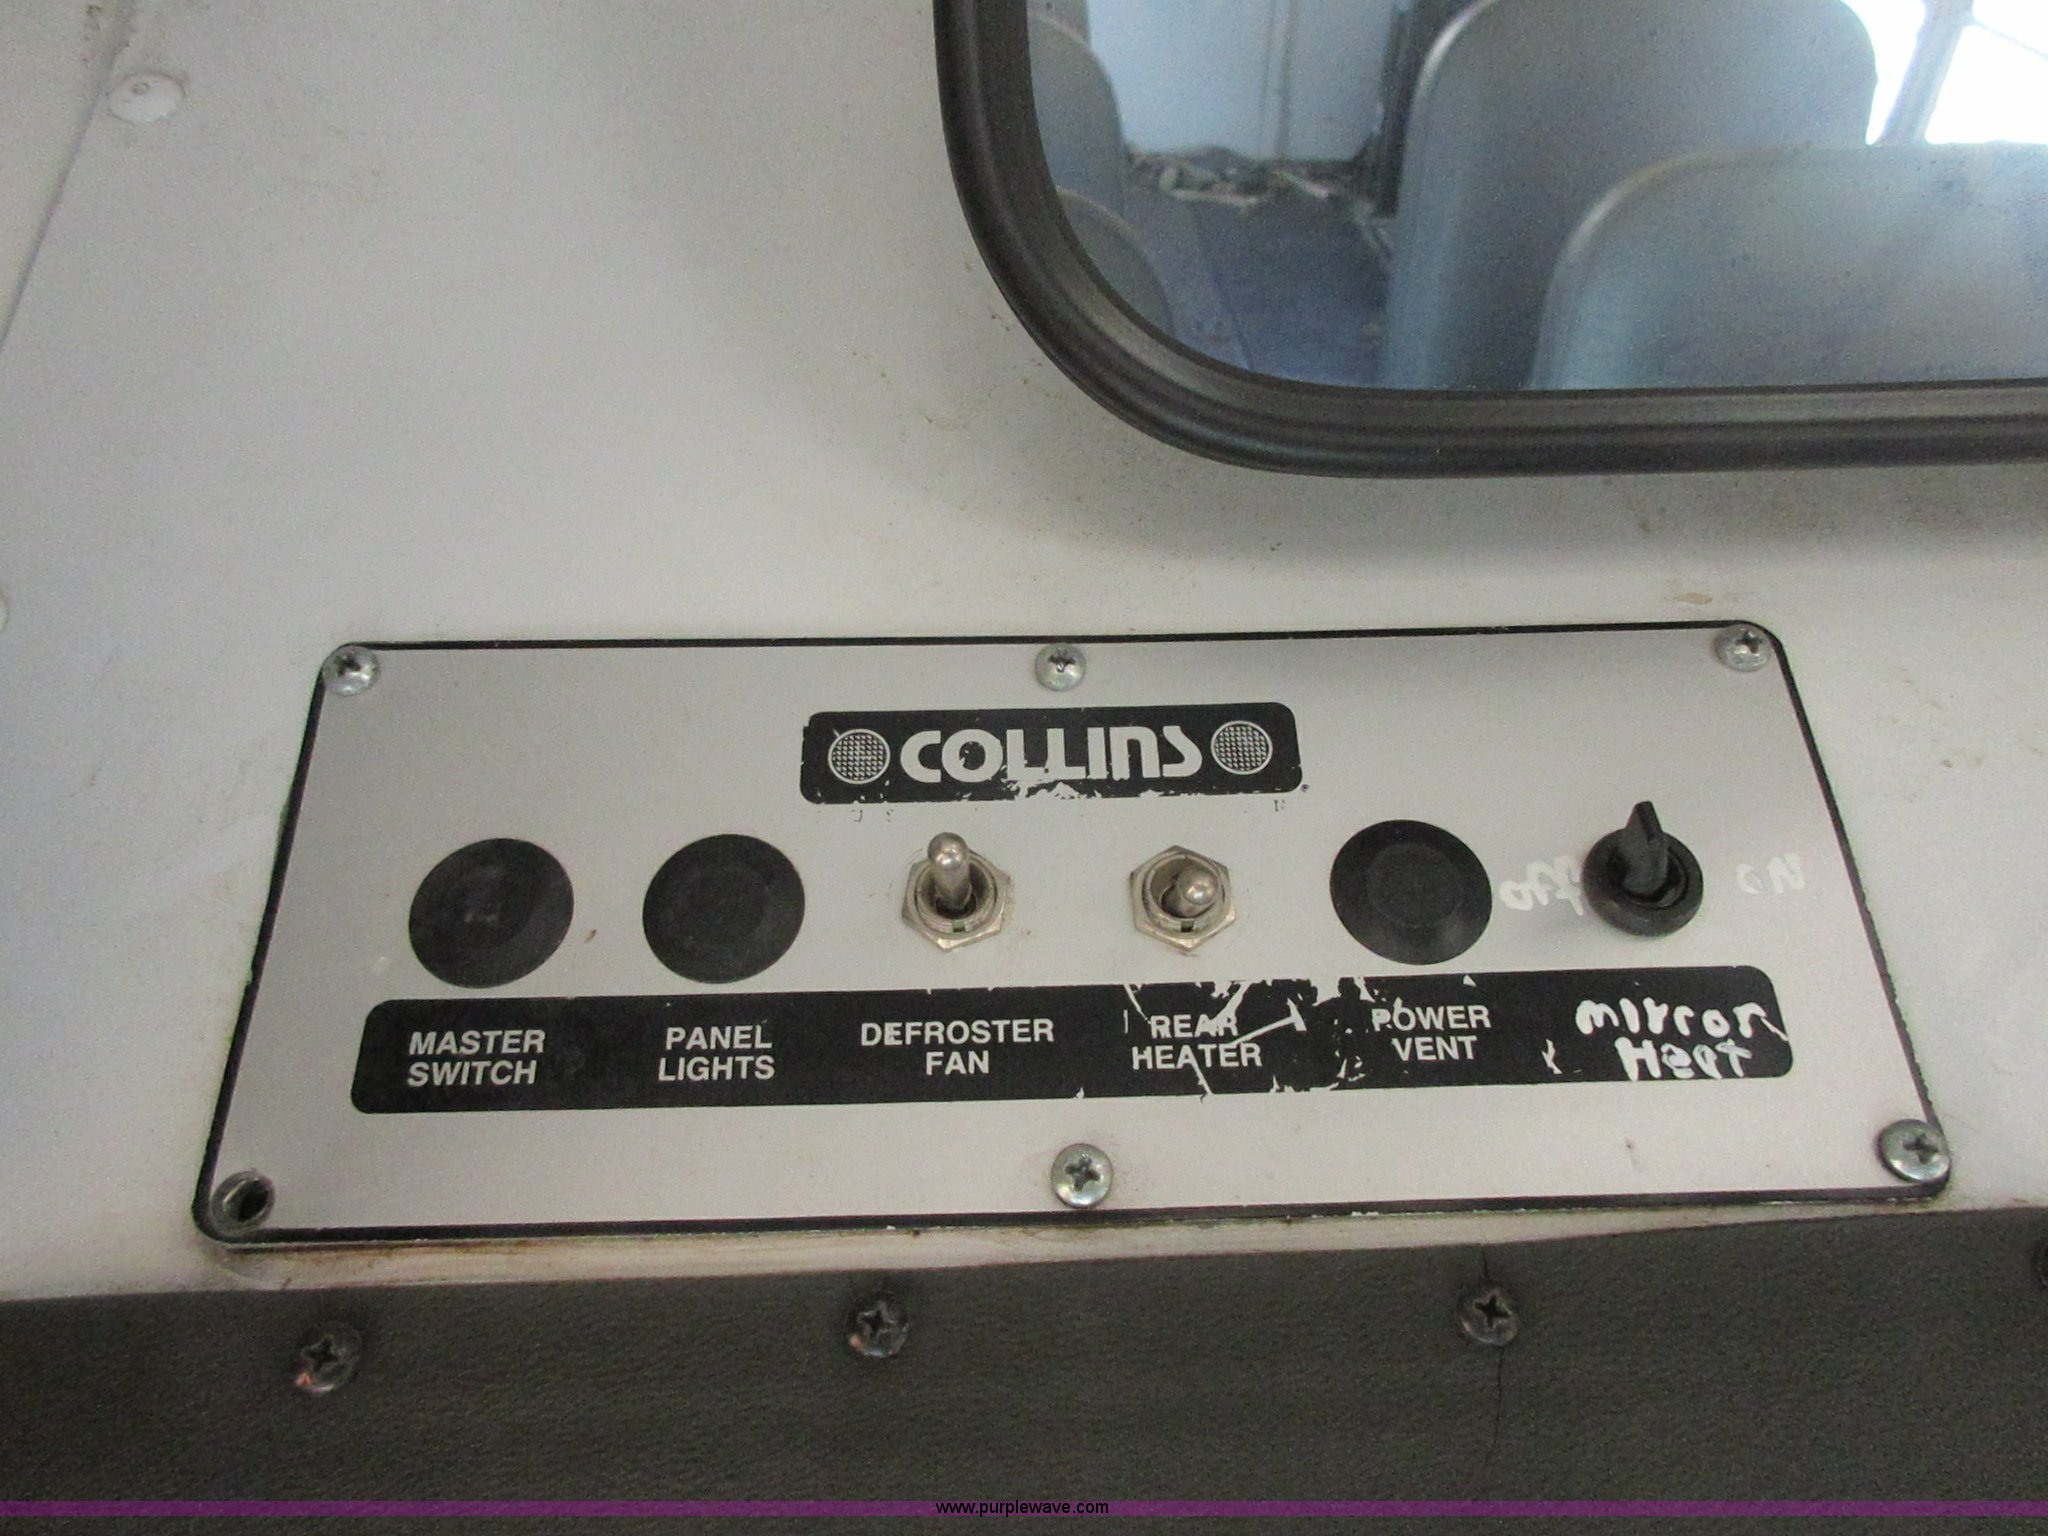 COLLINS
off
ON
MASTER
SWITCH
PANEL
LIGHTS
DEFROSTER
FAN
REAR
HEATER
POWER
VENT
Mirror
Heat
www.purplewave.com